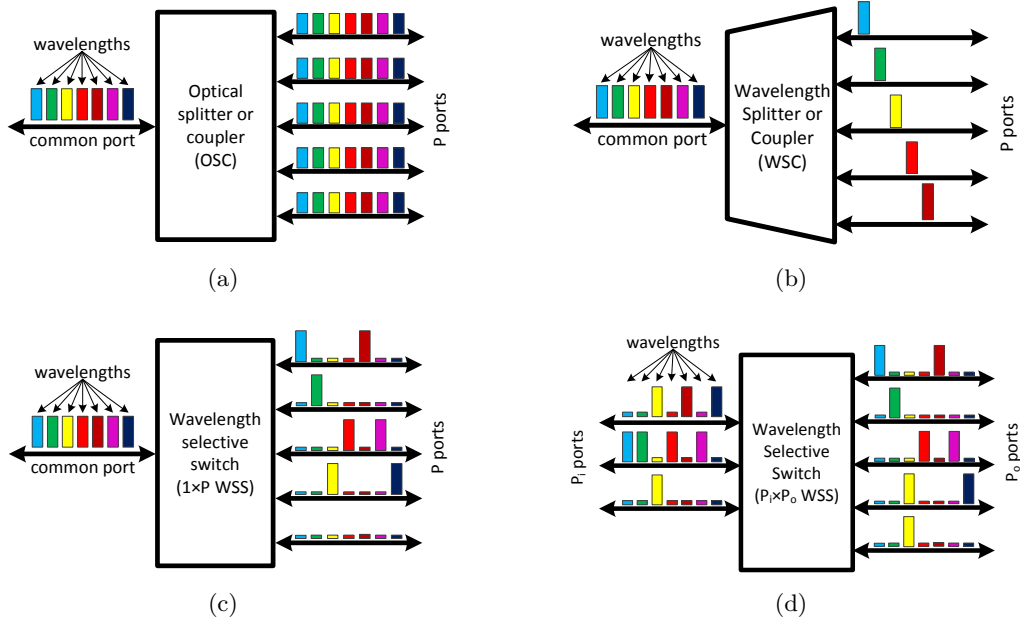 wavelengths
common port
Optical
splitter or
coupler
(OSC)
P ports
(a)
wavelengths
common port
Wavelength
Splitter or
Coupler
(WSC)
P ports
(b)
wavelengths
common port
Wavelength
selective
switch
(1×P WSS)
P ports
(c)
wavelengths
Pᵢ ports
Wavelength
Selective
Switch
(Pᵢ×Pₒ WSS)
Pₒ ports
(d)